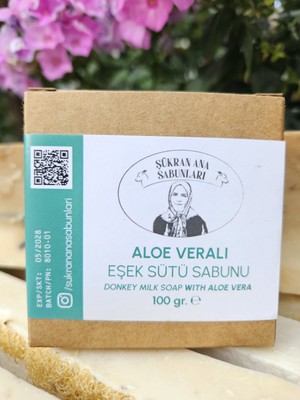 ŞÜKRAN ANA
SABUNLARI
ALOE VERALI
EŞEK SÜTÜ SABUNU
DONKEY MILK SOAP WITH ALOE VERA
100 gr. ℮
EXP/SKT: 05/2028
BATCH/PN: 8010-01
/sukrananasabunlari